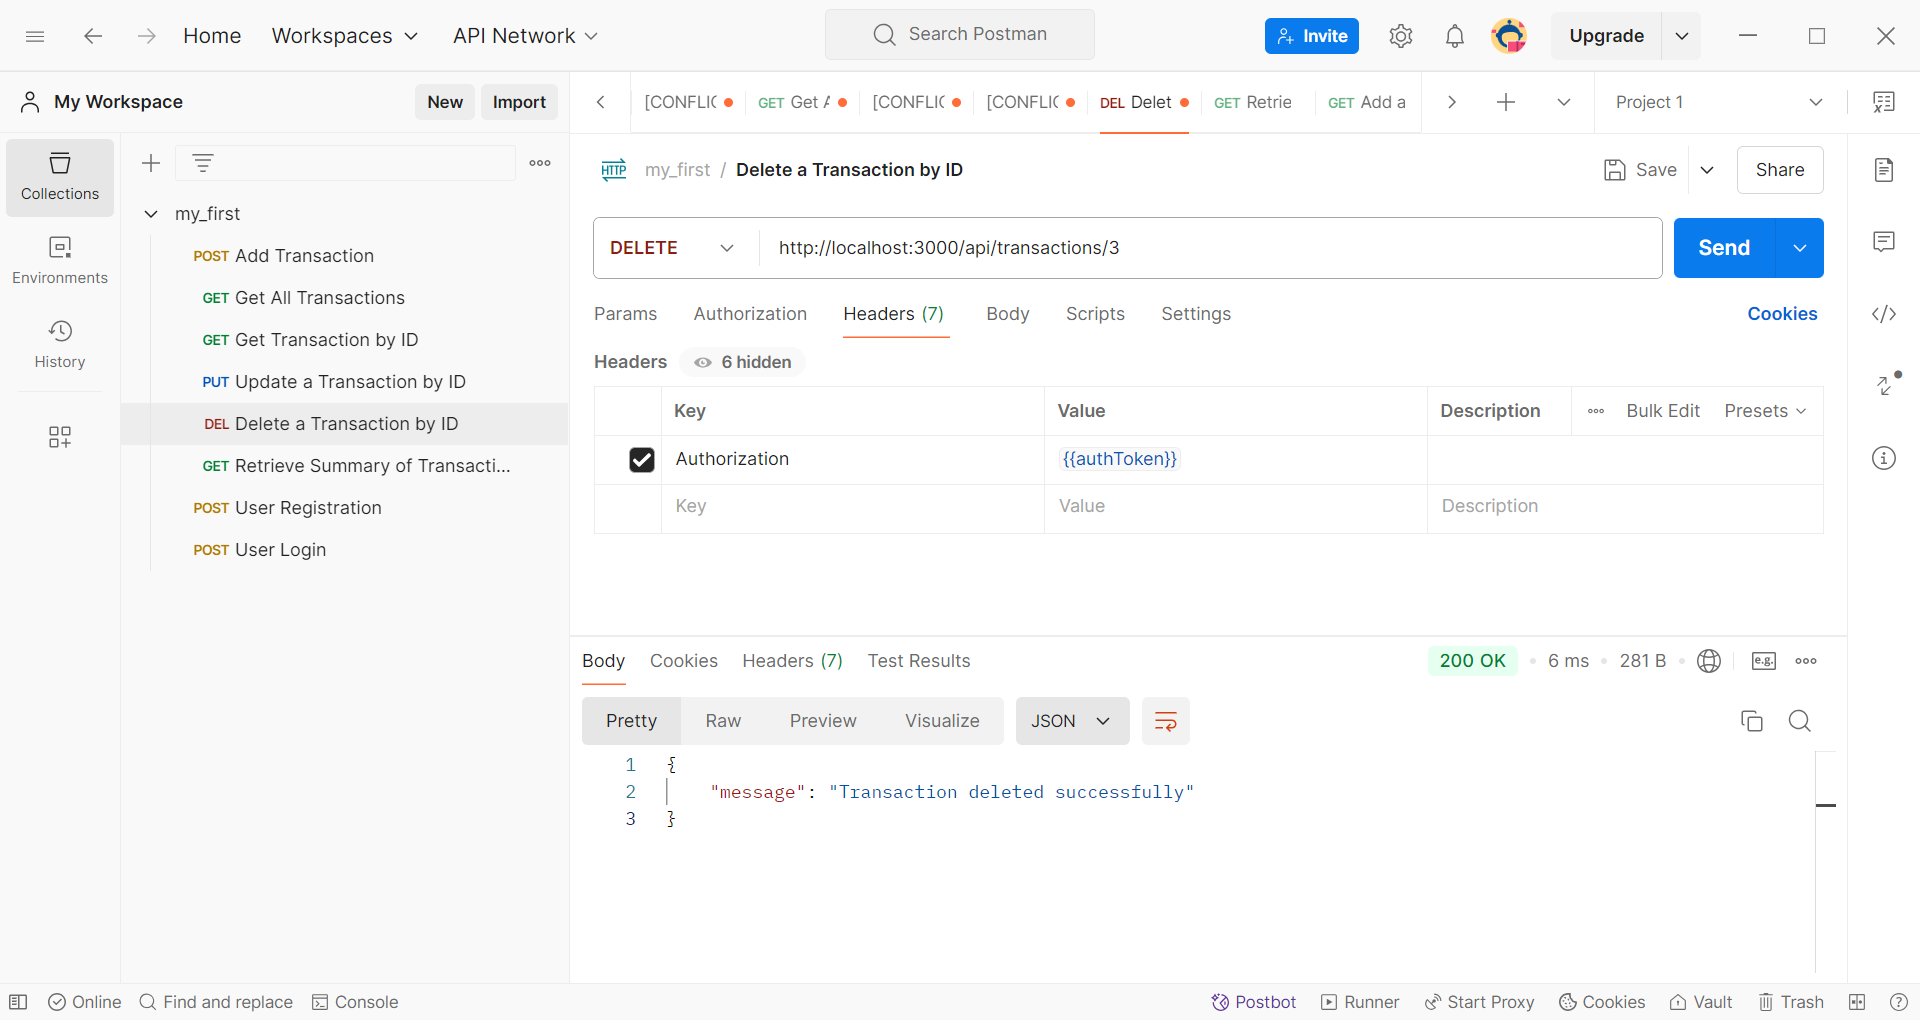 Home Workspaces API Network Search Postman Invite Upgrade
My Workspace New Import [CONFLIC GET Get A [CONFLIC [CONFLIC DEL Delet GET Retrie GET Add a Project 1
Collections
Environments
History
my_first
POST Add Transaction
GET Get All Transactions
GET Get Transaction by ID
PUT Update a Transaction by ID
DEL Delete a Transaction by ID
GET Retrieve Summary of Transacti...
POST User Registration
POST User Login
HTTP my_first / Delete a Transaction by ID Save Share
DELETE http://localhost:3000/api/transactions/3 Send
Params Authorization Headers (7) Body Scripts Settings Cookies
Headers 6 hidden
Key Value Description Bulk Edit Presets
Authorization {{authToken}}
Key Value Description
Body Cookies Headers (7) Test Results 200 OK 6 ms 281 B e.g.
Pretty Raw Preview Visualize JSON
1 {
2 "message": "Transaction deleted successfully"
3 }
Online Find and replace Console Postbot Runner Start Proxy Cookies Vault Trash